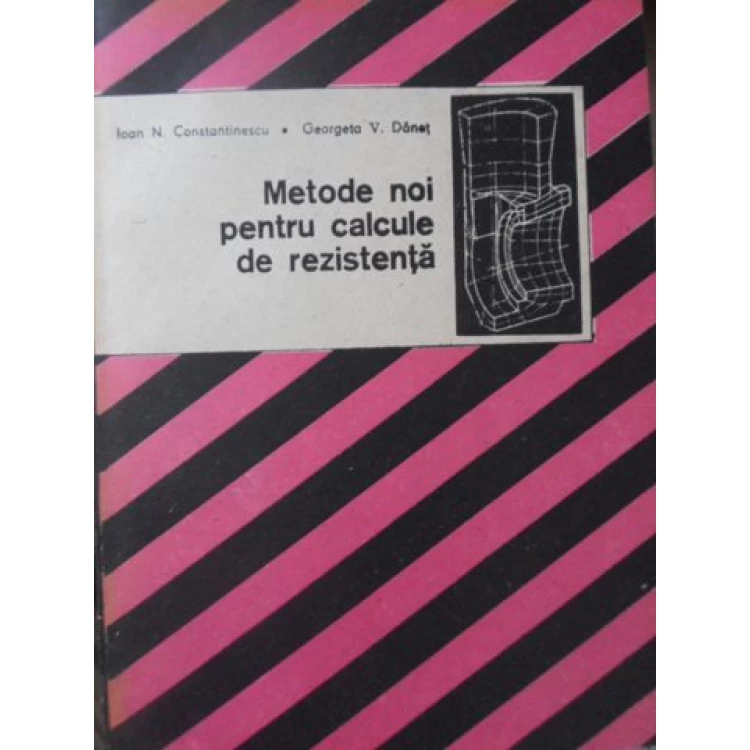 Ioan N. Constantinescu • Georgeta V. Dăneț
Metode noi
pentru calcule
de rezistență